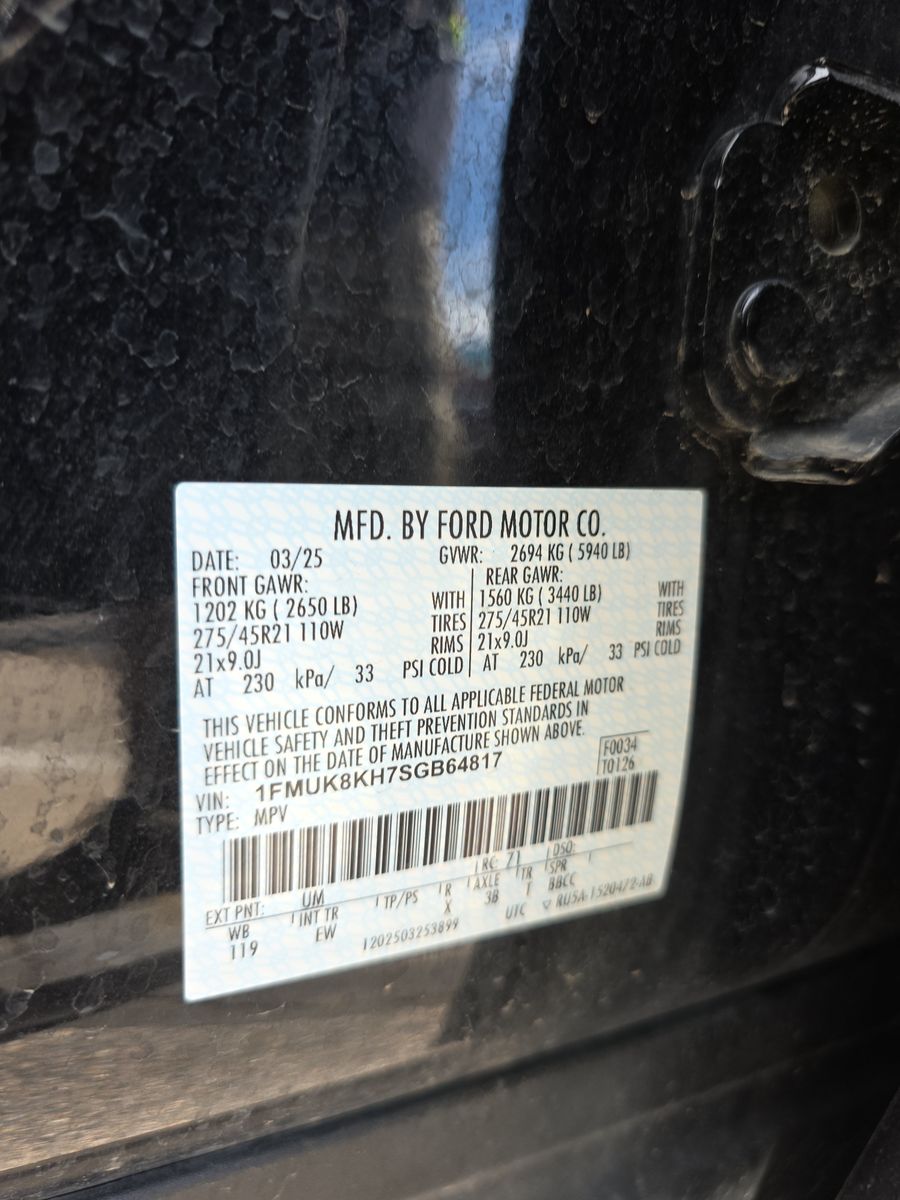 MFD. BY FORD MOTOR CO.
DATE: 03/25 GVWR: 2694 KG ( 5940 LB)
FRONT GAWR: REAR GAWR:
1202 KG ( 2650 LB) WITH 1560 KG ( 3440 LB) WITH
275/45R21 110W TIRES 275/45R21 110W TIRES
21x9.0J RIMS 21x9.0J RIMS
AT 230 kPa/ 33 PSI COLD AT 230 kPa/ 33 PSI COLD
THIS VEHICLE CONFORMS TO ALL APPLICABLE FEDERAL MOTOR
VEHICLE SAFETY AND THEFT PREVENTION STANDARDS IN
EFFECT ON THE DATE OF MANUFACTURE SHOWN ABOVE.
F0034
VIN: 1FMUK8KH7SGB64817 T0126
TYPE: MPV
EXT PNT: UM RC: 71 DSO:
WB INT TR TP/PS R AXLE TR SPR
119 EW X 3B T BBCC
1202503253899 UTC